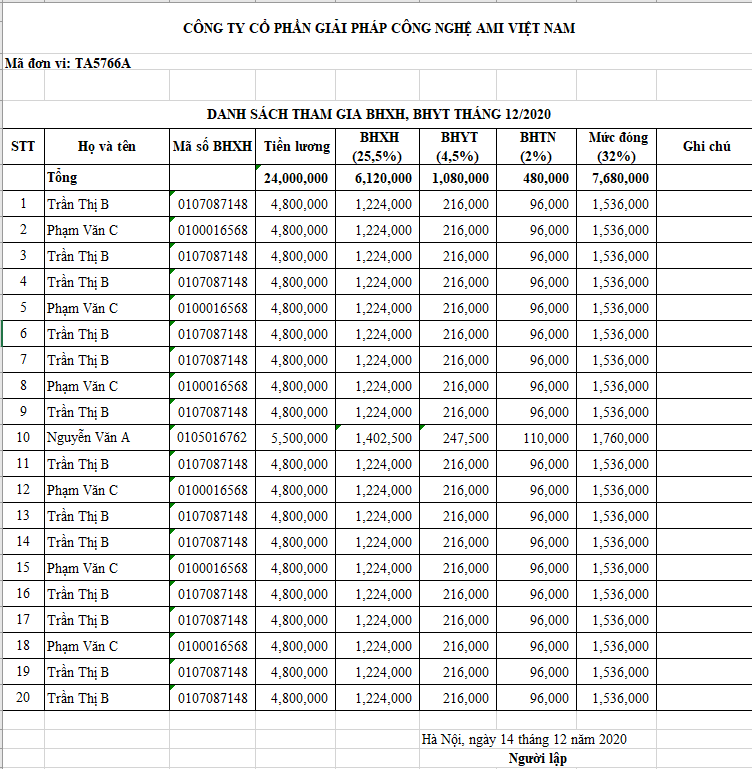 CÔNG TY CỔ PHẦN GIẢI PHÁP CÔNG NGHỆ AMI VIỆT NAM
Mã đơn vi: TA5766A
DANH SÁCH THAM GIA BHXH, BHYT THÁNG 12/2020
STT Họ và tên Mã số BHXH Tiền lương BHXH (25,5%) BHYT (4,5%) BHTN (2%) Mức đóng (32%) Ghi chú
Tổng 24,000,000 6,120,000 1,080,000 480,000 7,680,000
1 Trần Thị B 0107087148 4,800,000 1,224,000 216,000 96,000 1,536,000
2 Phạm Văn C 0100016568 4,800,000 1,224,000 216,000 96,000 1,536,000
3 Trần Thị B 0107087148 4,800,000 1,224,000 216,000 96,000 1,536,000
4 Trần Thị B 0107087148 4,800,000 1,224,000 216,000 96,000 1,536,000
5 Phạm Văn C 0100016568 4,800,000 1,224,000 216,000 96,000 1,536,000
6 Trần Thị B 0107087148 4,800,000 1,224,000 216,000 96,000 1,536,000
7 Trần Thị B 0107087148 4,800,000 1,224,000 216,000 96,000 1,536,000
8 Phạm Văn C 0100016568 4,800,000 1,224,000 216,000 96,000 1,536,000
9 Trần Thị B 0107087148 4,800,000 1,224,000 216,000 96,000 1,536,000
10 Nguyễn Văn A 0105016762 5,500,000 1,402,500 247,500 110,000 1,760,000
11 Trần Thị B 0107087148 4,800,000 1,224,000 216,000 96,000 1,536,000
12 Phạm Văn C 0100016568 4,800,000 1,224,000 216,000 96,000 1,536,000
13 Trần Thị B 0107087148 4,800,000 1,224,000 216,000 96,000 1,536,000
14 Trần Thị B 0107087148 4,800,000 1,224,000 216,000 96,000 1,536,000
15 Phạm Văn C 0100016568 4,800,000 1,224,000 216,000 96,000 1,536,000
16 Trần Thị B 0107087148 4,800,000 1,224,000 216,000 96,000 1,536,000
17 Trần Thị B 0107087148 4,800,000 1,224,000 216,000 96,000 1,536,000
18 Phạm Văn C 0100016568 4,800,000 1,224,000 216,000 96,000 1,536,000
19 Trần Thị B 0107087148 4,800,000 1,224,000 216,000 96,000 1,536,000
20 Trần Thị B 0107087148 4,800,000 1,224,000 216,000 96,000 1,536,000
Hà Nội, ngày 14 tháng 12 năm 2020
Người lập